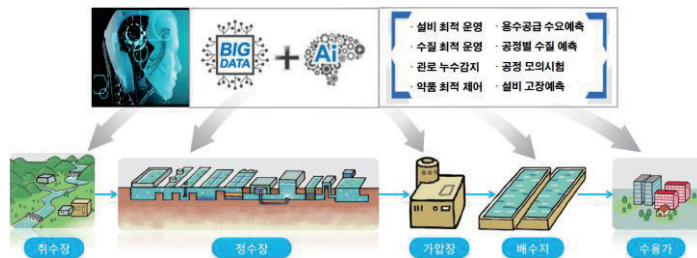 BIG
DATA
Ai
· 설비 최적 운영
· 수질 최적 운영
· 관로 누수감지
· 약품 최적 제어
· 용수공급 수요예측
· 공정별 수질 예측
· 공정 모의시험
· 설비 고장예측
취수장
정수장
가압장
배수지
수용가